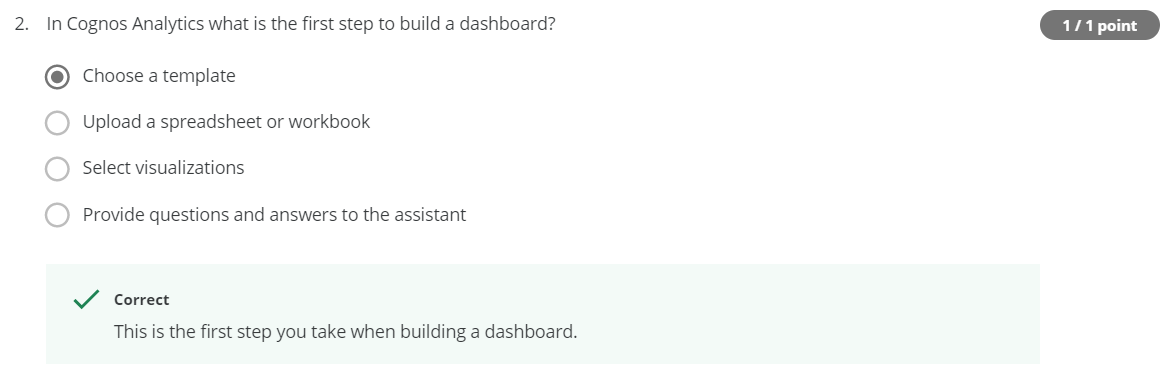 2. In Cognos Analytics what is the first step to build a dashboard?
1 / 1 point
Choose a template
Upload a spreadsheet or workbook
Select visualizations
Provide questions and answers to the assistant
Correct
This is the first step you take when building a dashboard.